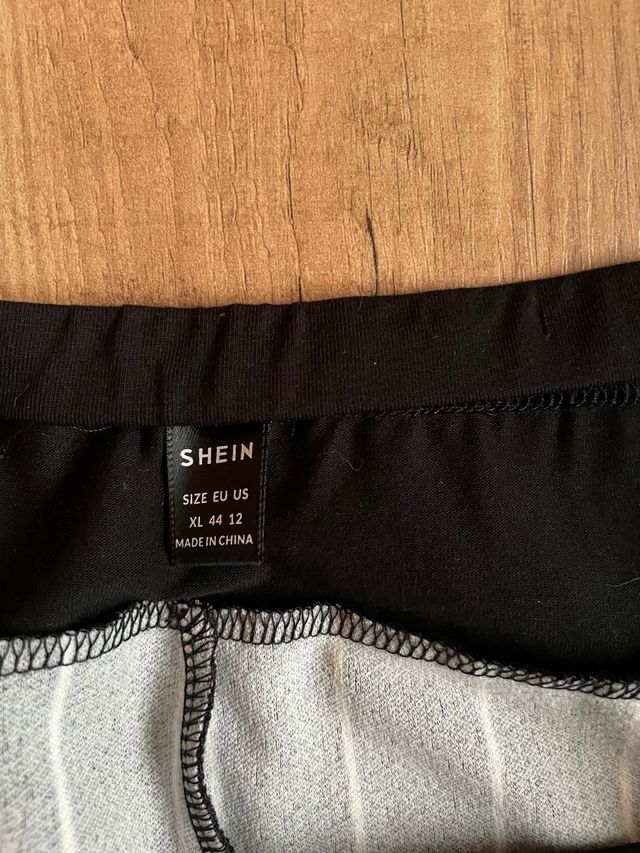 SHEIN
SIZE EU US
XL 44 12
MADE IN CHINA